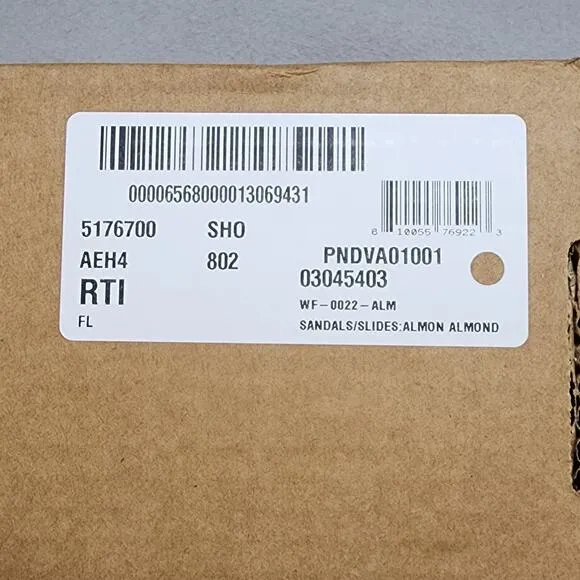 00006568000013069431
8 10055 76922 3
5176700 SHO
AEH4 802 PNDVA01001
RTI 03045403
WF-0022-ALM
FL SANDALS/SLIDES:ALMON ALMOND